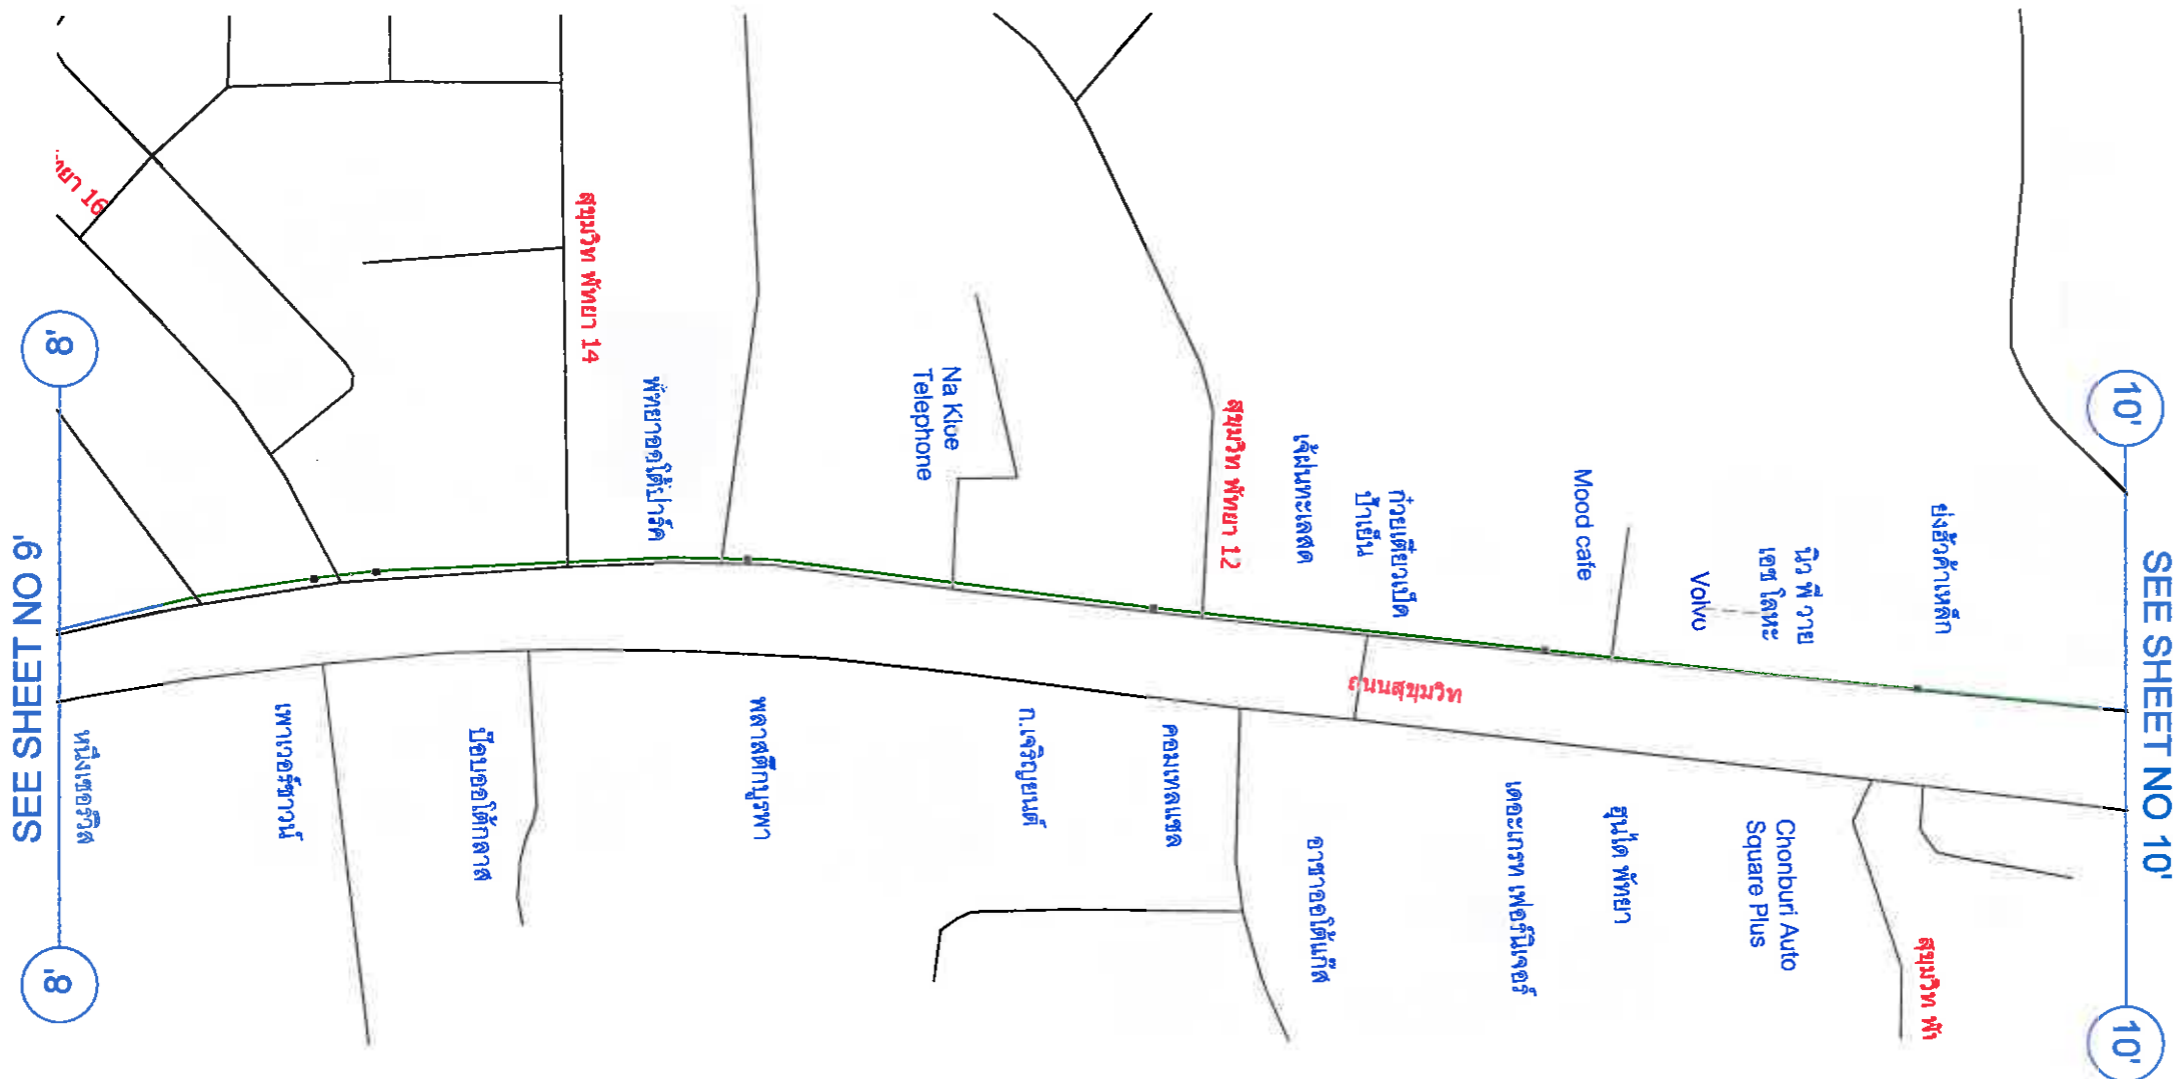 SEE SHEET NO 9'
8'
8'
ัทยา 16
สุขุมวิท พัทยา 14
พัทยาออโต้ปาร์ค
Na Kloe
Telephone
สุขุมวิท พัทยา 12
เจ้ฝนทะเลสด
ก๋วยเตี๋ยวเป็ด
ป้าเย็น
Mood cafe
Volvo
นิว พี วาย
เอช โลหะ
ย่งฮั้วค้าเหล็ก
ถนนสุขุมวิท
หนึ่งเซอร์วิส
เพาเวอร์ซาวน์
ป๊อบออโต้กลาส
พลาสติกบูรพา
ก.เจริญยนต์
คอมเทลเซล
อาชาออโต้แก๊ส
เดอะเกรท เฟอร์นิเจอร์
ฮุนได พัทยา
Chonburi Auto
Square Plus
สุขุมวิท พั
10'
10'
SEE SHEET NO 10'